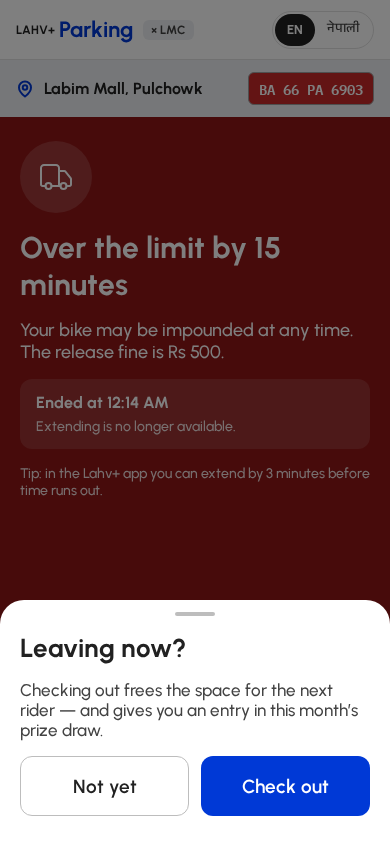 LAHV+ Parking × LMC EN नेपाली
Labim Mall, Pulchowk BA 66 PA 6903
Over the limit by 15
minutes
Your bike may be impounded at any time.
The release fine is Rs 500.
Ended at 12:14 AM
Extending is no longer available.
Tip: in the Lahv+ app you can extend by 3 minutes before
time runs out.
Leaving now?
Checking out frees the space for the next
rider — and gives you an entry in this month’s
prize draw.
Not yet Check out